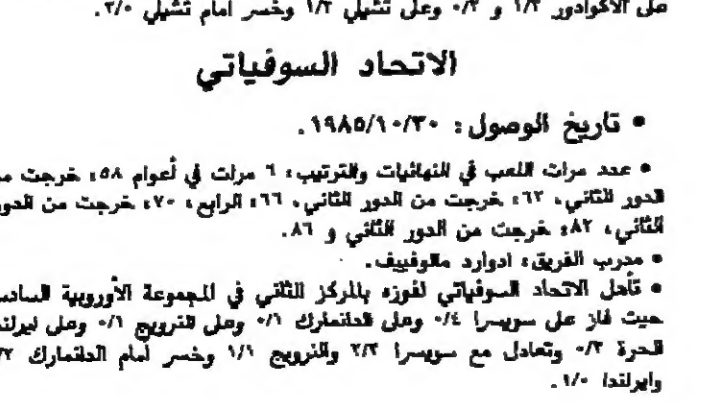 على الاكوادور ١/٣ و ٠/٣ وعلى تشيلي ١/٣ وخسر امام تشيلي ٢/٠.
الاتحاد السوفياتي
• تاريخ الوصول: ١٩٨٥/١٠/٣٠.
• عدد مرات اللعب في النهائيات والترتيب: ٦ مرات في أعوام ٥٨: خرجت من
الدور الثاني، ٦٢: خرجت من الدور الثاني، ٦٦: الرابع، ٧٠: خرجت من الدور
الثاني، ٨٢: خرجت من الدور الثاني و ٨٦.
• مدرب الفريق: ادوارد مالوفييف.
• تأهل الاتحاد السوفياتي لفوزه بالمركز الثاني في المجموعة الأوروبية السادسة
حيث فاز على سويسرا ٠/٤ وعلى الدانمارك ٠/١ وعلى النرويج ٠/١ وعلى ايرلندا
الحرة ٠/٢ وتعادل مع سويسرا ٢/٢ والنرويج ١/١ وخسر أمام الدانمارك
وايرلندا ١/٠.